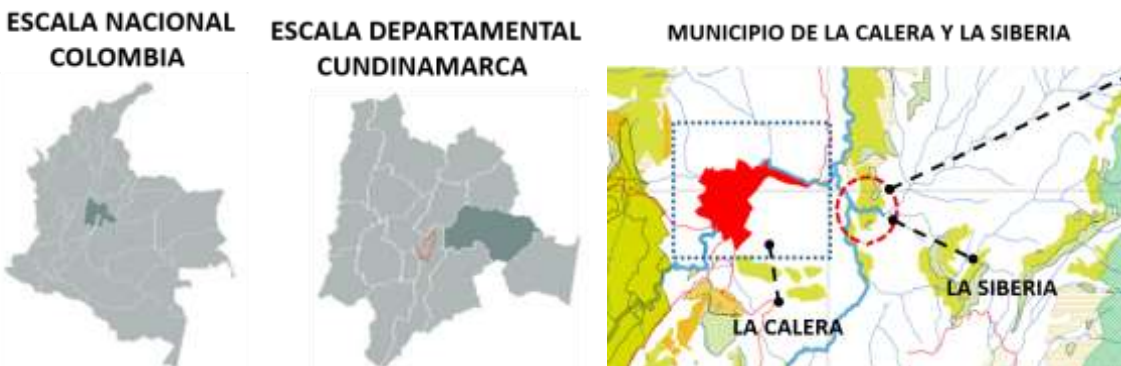 ESCALA NACIONAL
COLOMBIA
ESCALA DEPARTAMENTAL
CUNDINAMARCA
MUNICIPIO DE LA CALERA Y LA SIBERIA
LA SIBERIA
LA CALERA